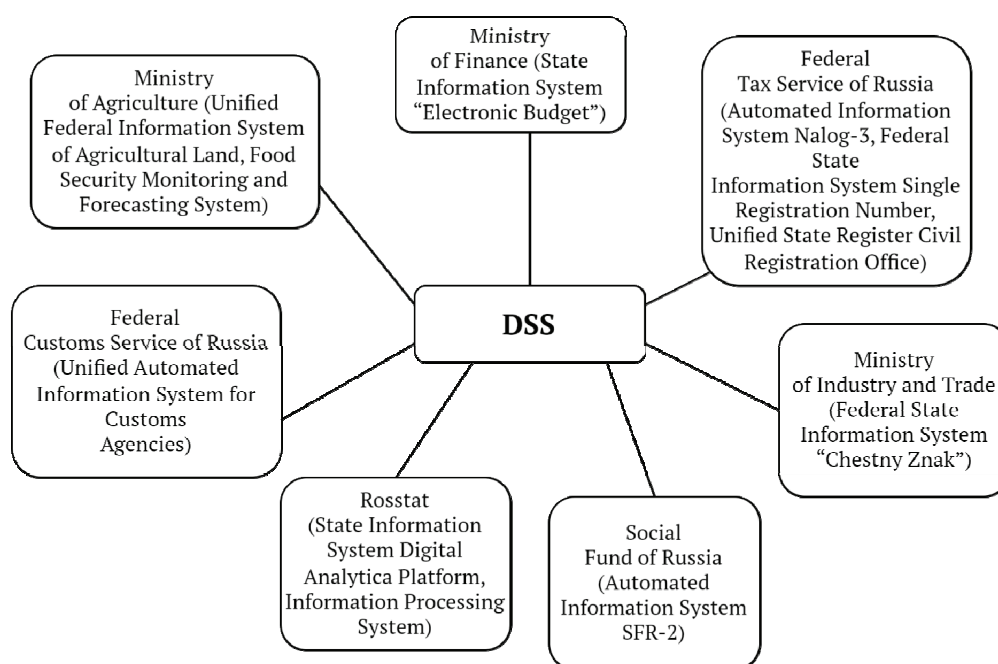 Ministry
of Finance (State
Information System
“Electronic Budget”)
Ministry
of Agriculture (Unified
Federal Information System
of Agricultural Land, Food
Security Monitoring and
Forecasting System)
Federal
Tax Service of Russia
(Automated Information
System Nalog-3, Federal
State
Information System Single
Registration Number,
Unified State Register Civil
Registration Office)
DSS
Federal
Customs Service of Russia
(Unified Automated
Information System for
Customs
Agencies)
Ministry
of Industry and Trade
(Federal State
Information System
“Chestny Znak”)
Rosstat
(State Information
System Digital
Analytica Platform,
Information Processing
System)
Social
Fund of Russia
(Automated
Information System
SFR-2)